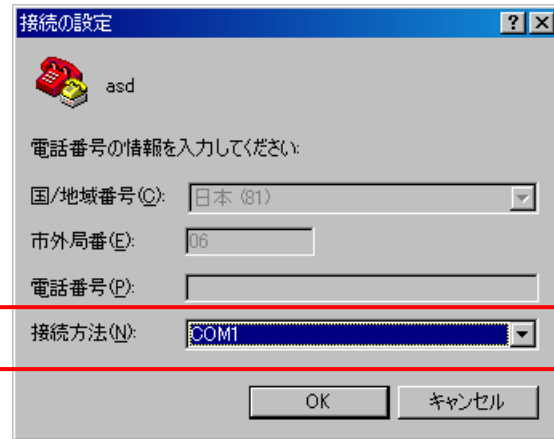 接続の設定
asd
電話番号の情報を入力してください:
国/地域番号(C): 日本 (81)
市外局番(E): 06
電話番号(P):
接続方法(N): COM1
OK キャンセル